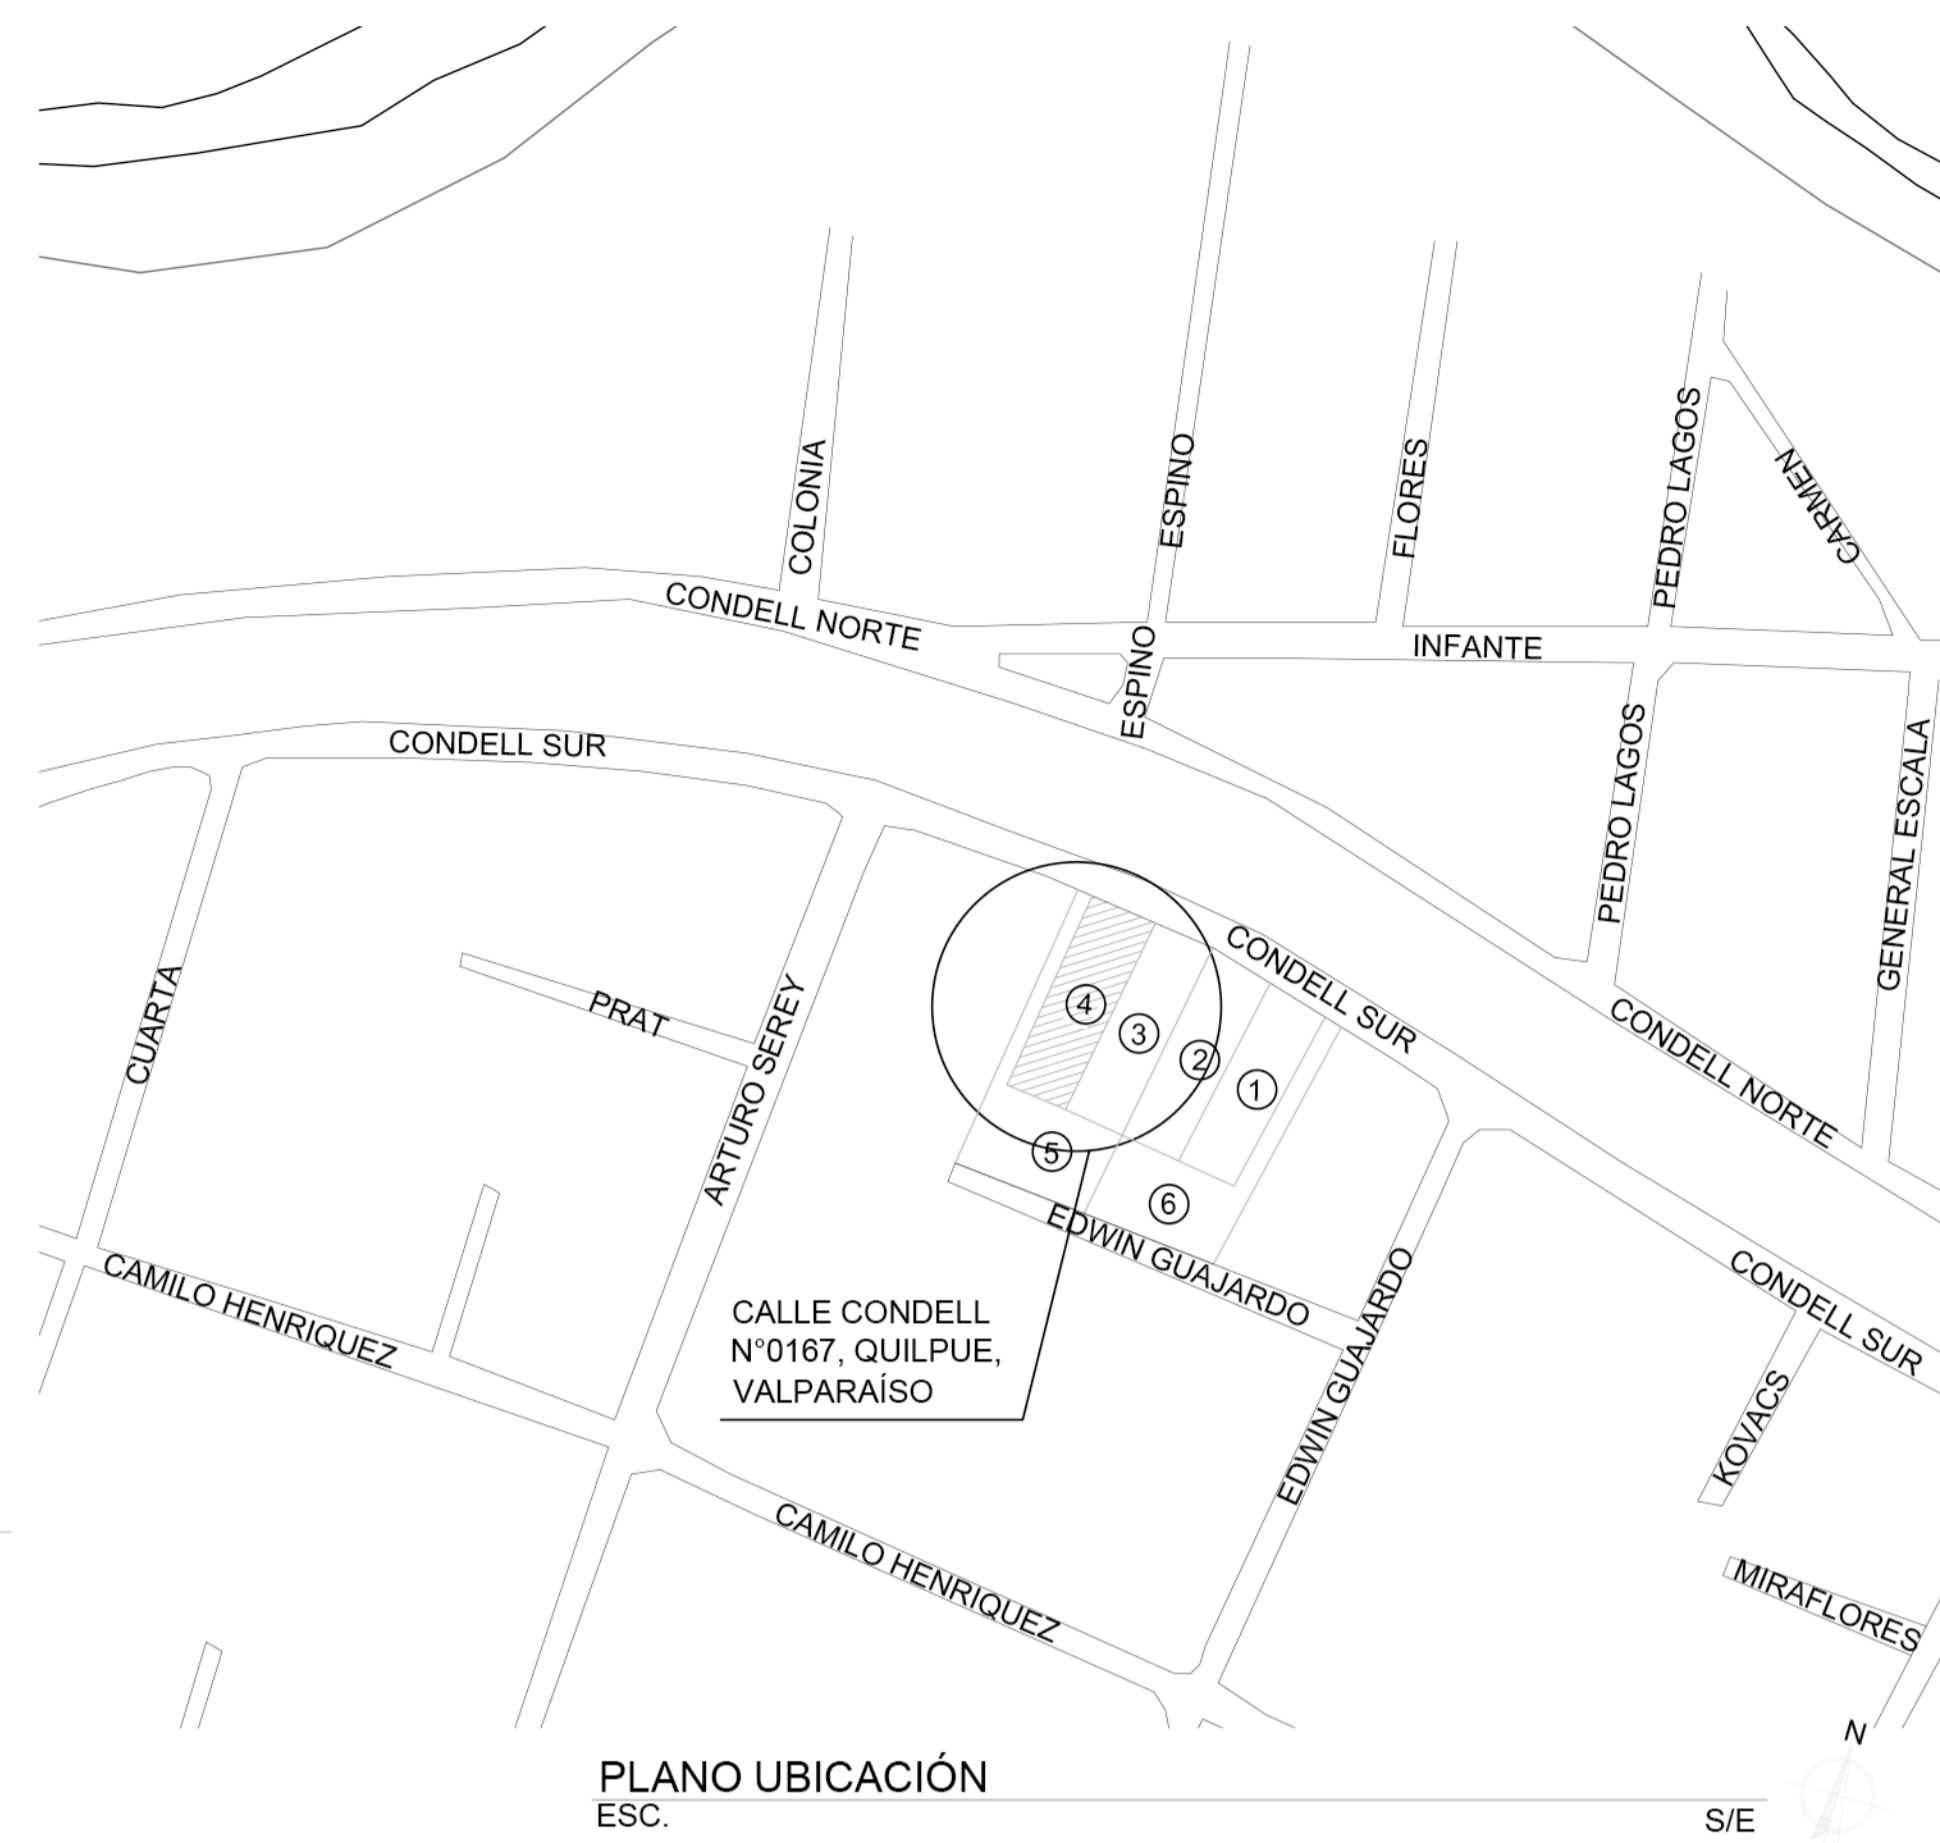 COLONIA
ESPINO
FLORES
PEDRO LAGOS
CARMEN
CONDELL NORTE
INFANTE
ESPINO
CONDELL SUR
PEDRO LAGOS
GENERAL ESCALA
CUARTA
PRAT
ARTURO SEREY
CONDELL SUR
4
3
2
1
5
6
CONDELL NORTE
EDWIN GUAJARDO
CAMILO HENRIQUEZ
CALLE CONDELL
N°0167, QUILPUE,
VALPARAÍSO
EDWIN GUAJARDO
CONDELL SUR
KOVACS
CAMILO HENRIQUEZ
MIRAFLORES
N
PLANO UBICACIÓN
ESC.
S/E